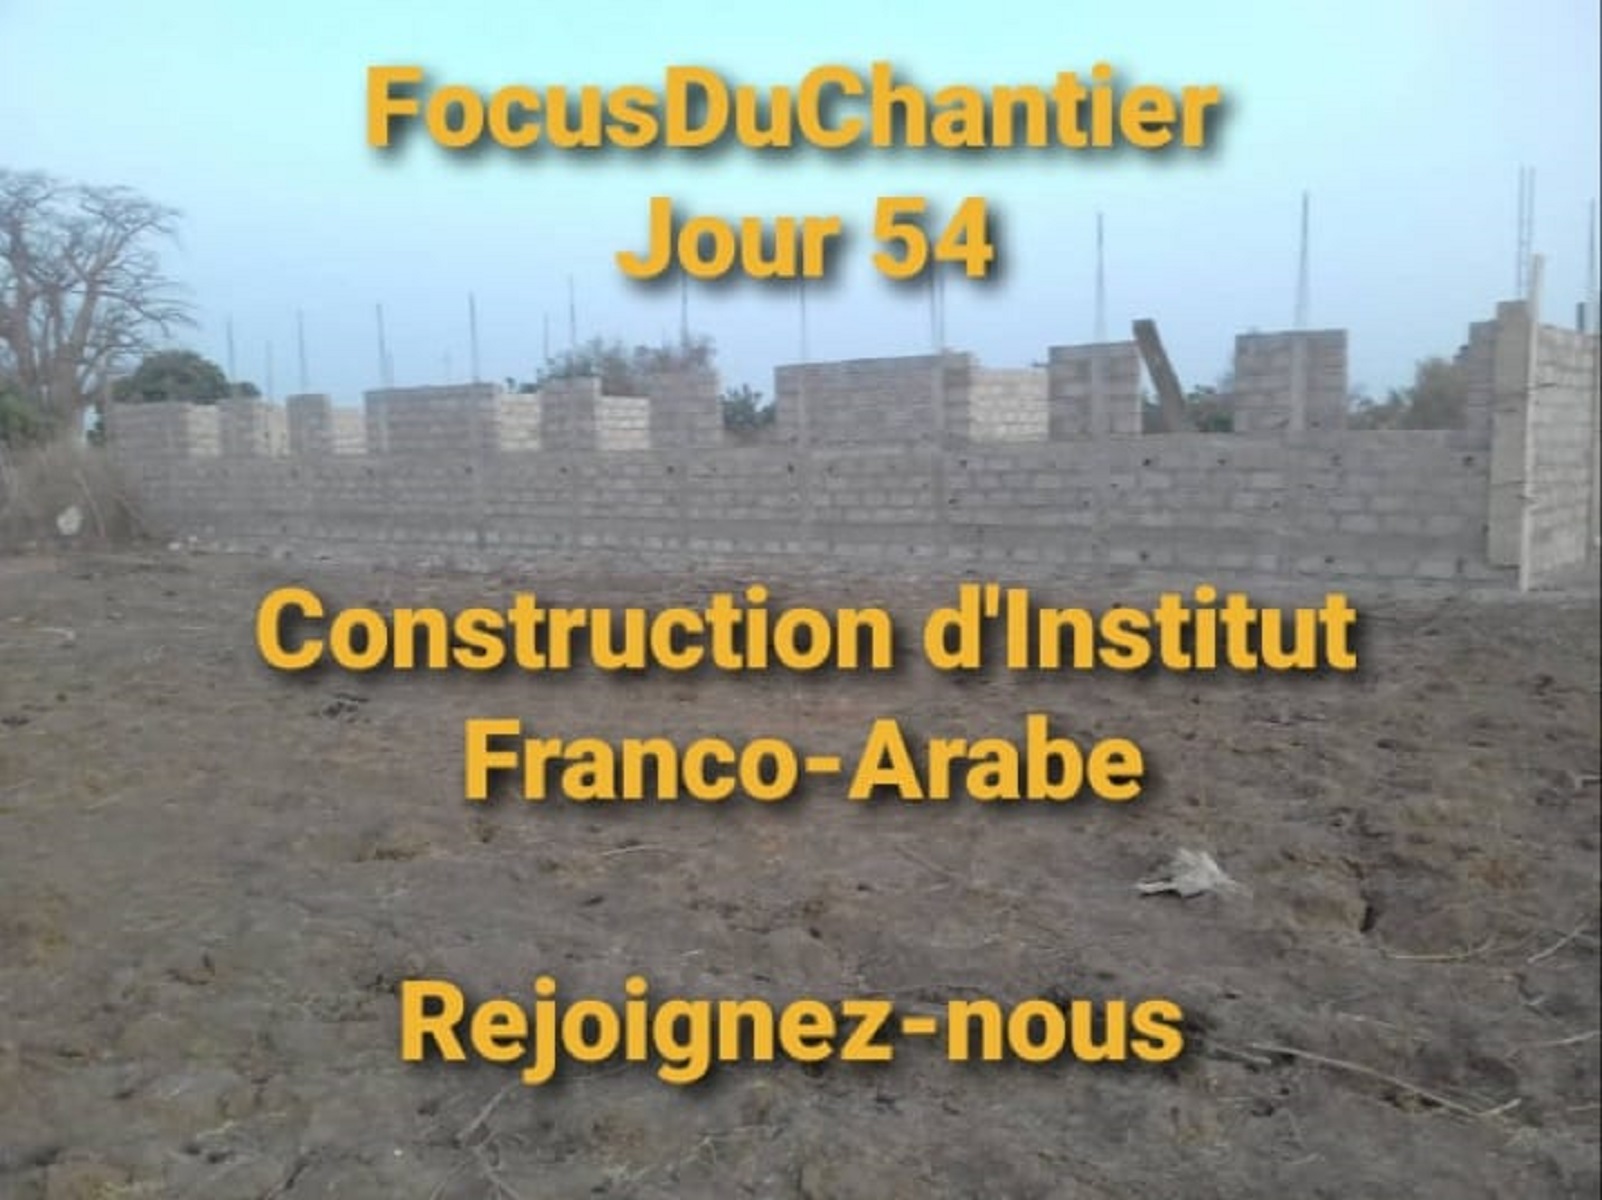 FocusDuChantier
Jour 54
Construction d'Institut
Franco-Arabe
Rejoignez-nous